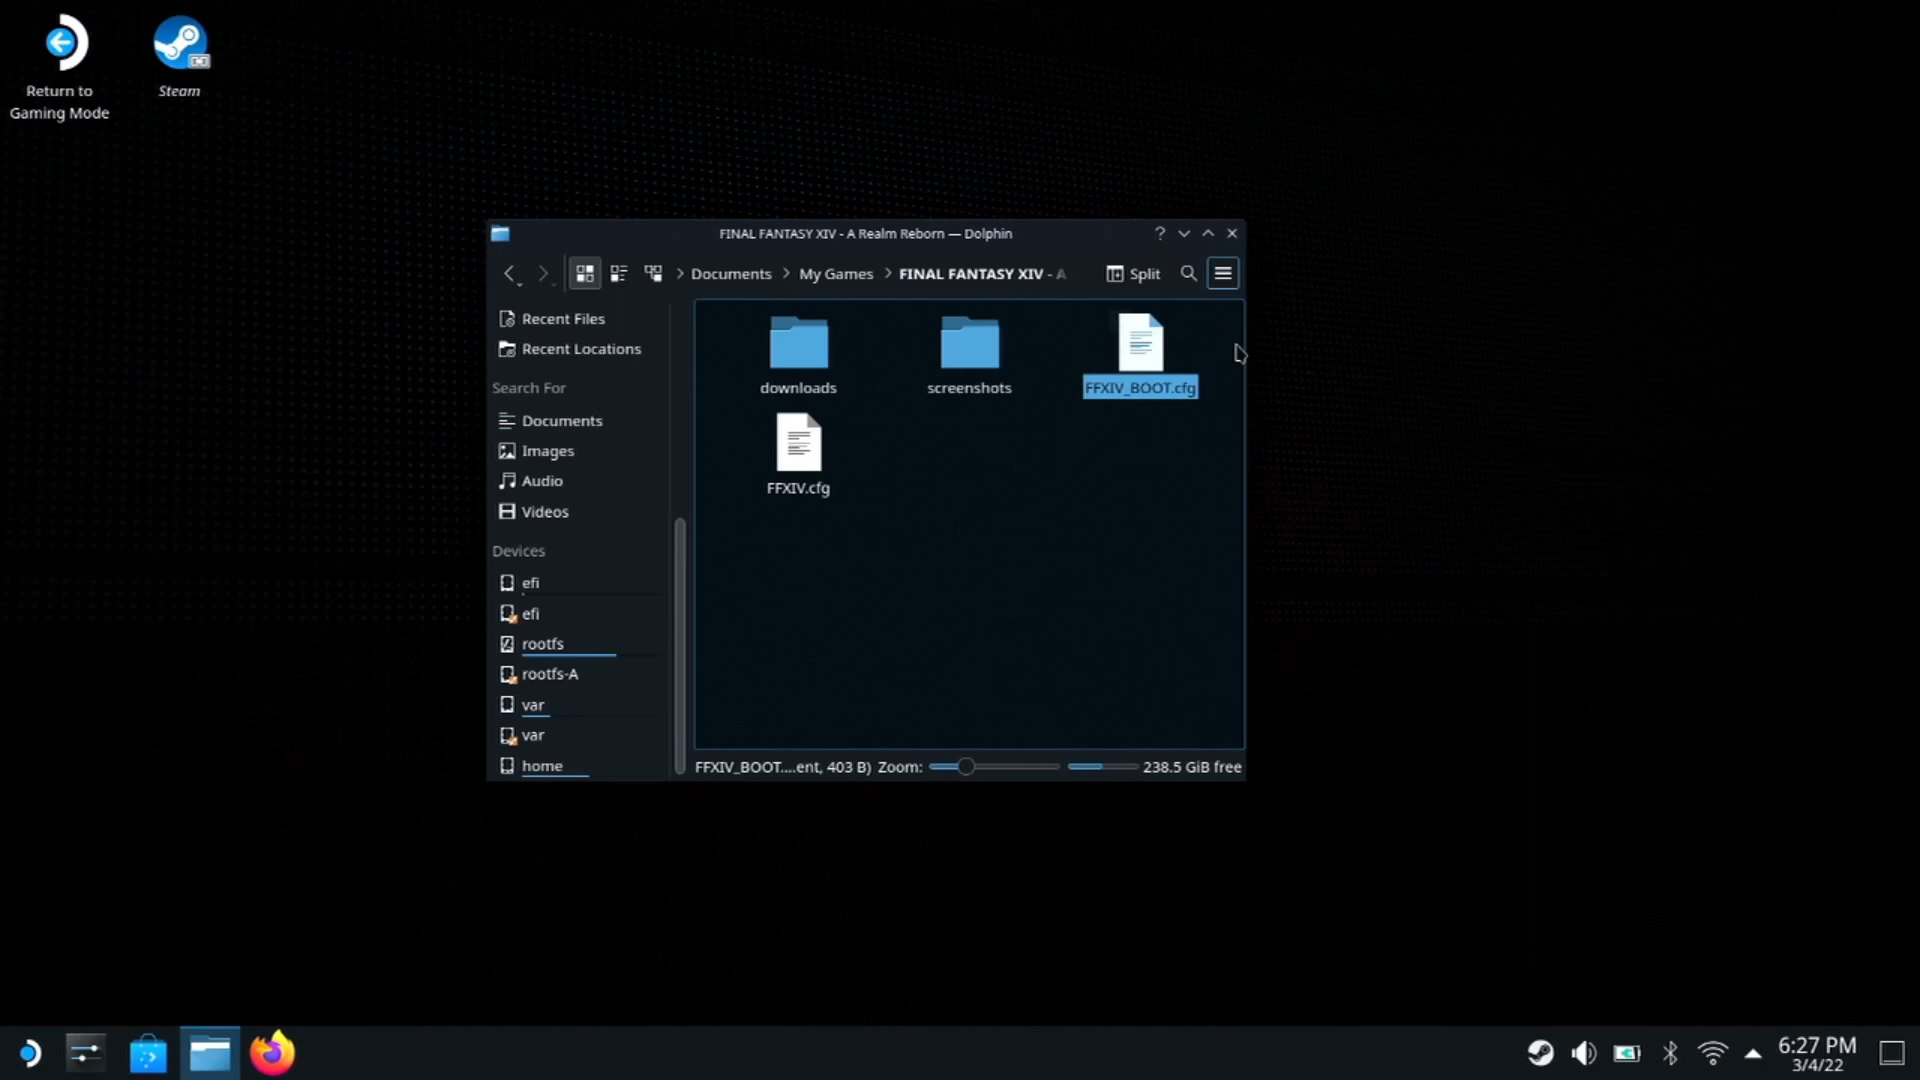 Return to
Gaming Mode
Steam
FINAL FANTASY XIV - A Realm Reborn — Dolphin
Documents
My Games
FINAL FANTASY XIV - A
Split
Recent Files
Recent Locations
Search For
Documents
Images
Audio
Videos
Devices
efi
efi
rootfs
rootfs-A
var
var
home
downloads
screenshots
FFXIV_BOOT.cfg
FFXIV.cfg
FFXIV_BOOT....ent, 403 B)
Zoom:
238.5 GiB free
6:27 PM
3/4/22